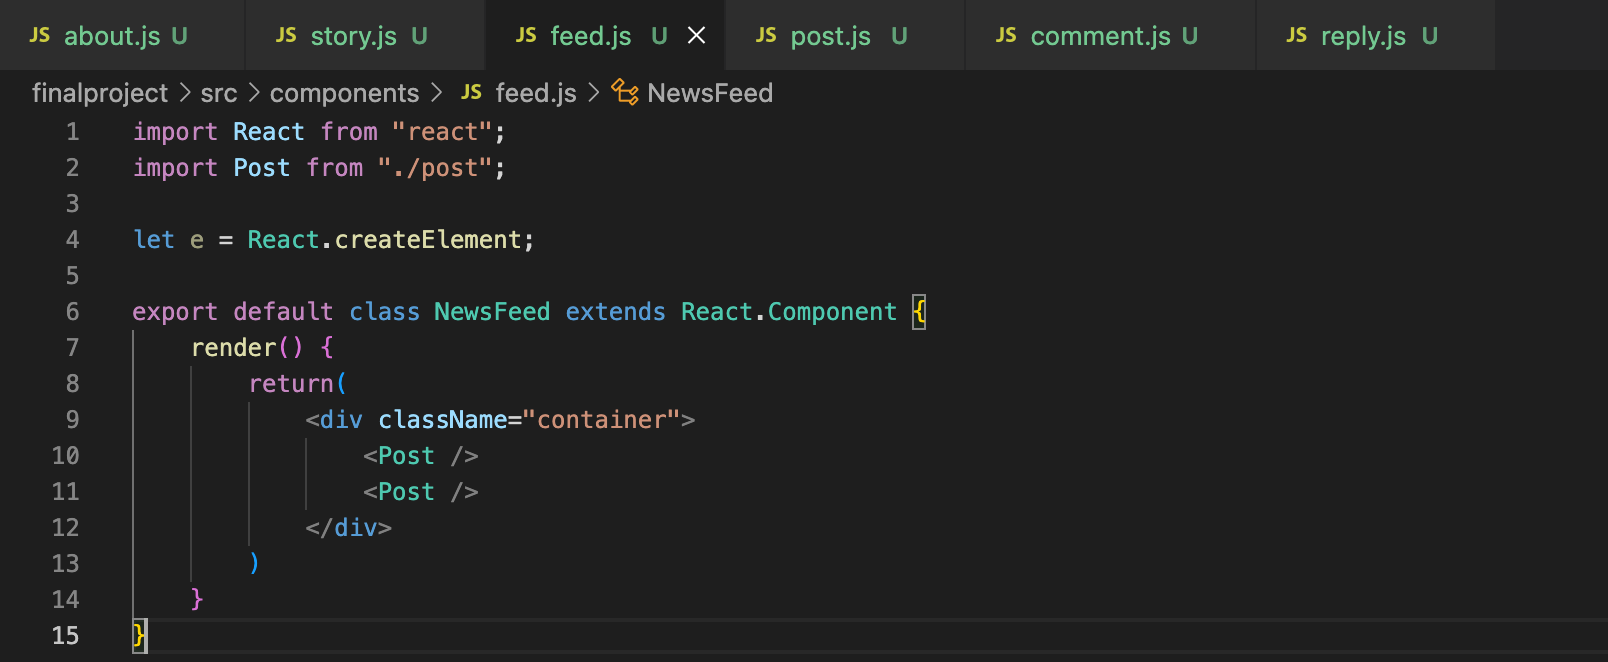 JS about.js U JS story.js U JS feed.js U × JS post.js U JS comment.js U JS reply.js U
finalproject > src > components > JS feed.js > NewsFeed
1 import React from "react";
2 import Post from "./post";
3
4 let e = React.createElement;
5
6 export default class NewsFeed extends React.Component {
7     render() {
8         return(
9             <div className="container">
10                 <Post />
11                 <Post />
12             </div>
13         )
14     }
15 }